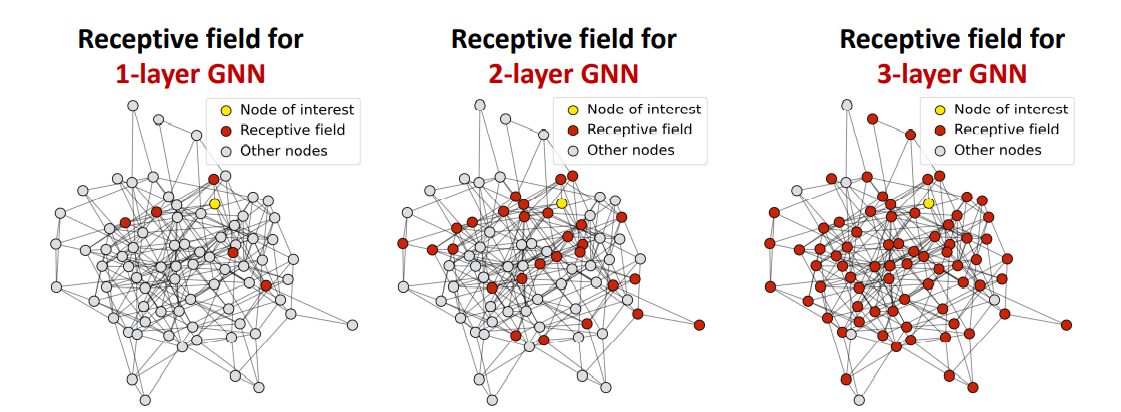 Receptive field for
1-layer GNN
Node of interest
Receptive field
Other nodes
Receptive field for
2-layer GNN
Node of interest
Receptive field
Other nodes
Receptive field for
3-layer GNN
Node of interest
Receptive field
Other nodes